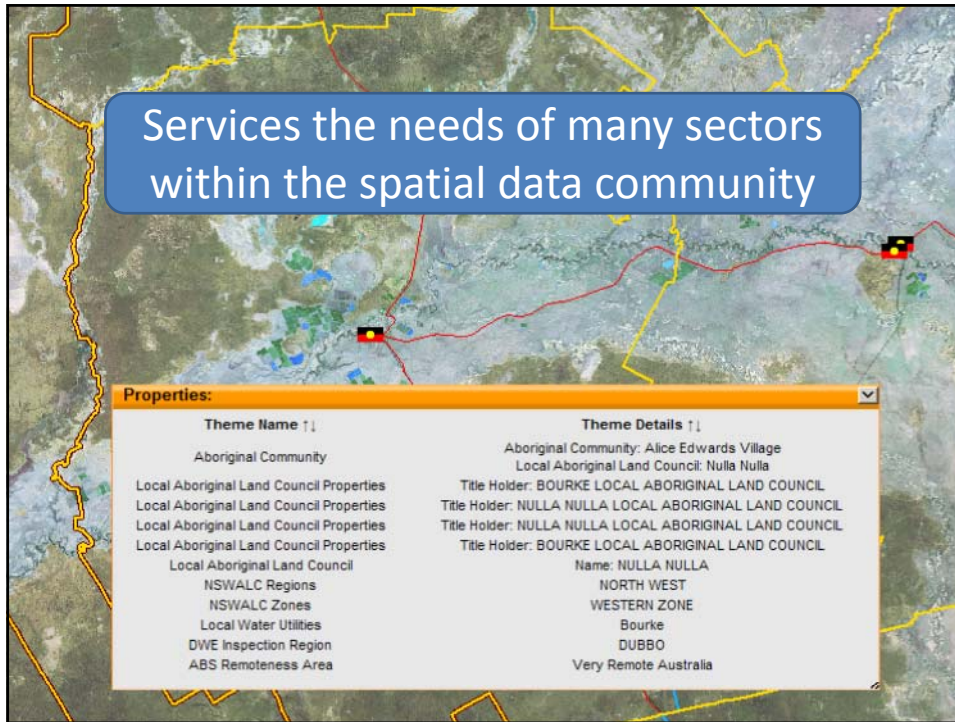 Services the needs of many sectors
within the spatial data community
Properties:
Theme Name ↑↓ Theme Details ↑↓
Aboriginal Community Aboriginal Community: Alice Edwards Village
Local Aboriginal Land Council: Nulla Nulla
Local Aboriginal Land Council Properties Title Holder: BOURKE LOCAL ABORIGINAL LAND COUNCIL
Local Aboriginal Land Council Properties Title Holder: NULLA NULLA LOCAL ABORIGINAL LAND COUNCIL
Local Aboriginal Land Council Properties Title Holder: NULLA NULLA LOCAL ABORIGINAL LAND COUNCIL
Local Aboriginal Land Council Properties Title Holder: BOURKE LOCAL ABORIGINAL LAND COUNCIL
Local Aboriginal Land Council Name: NULLA NULLA
NSWALC Regions NORTH WEST
NSWALC Zones WESTERN ZONE
Local Water Utilities Bourke
DWE Inspection Region DUBBO
ABS Remoteness Area Very Remote Australia